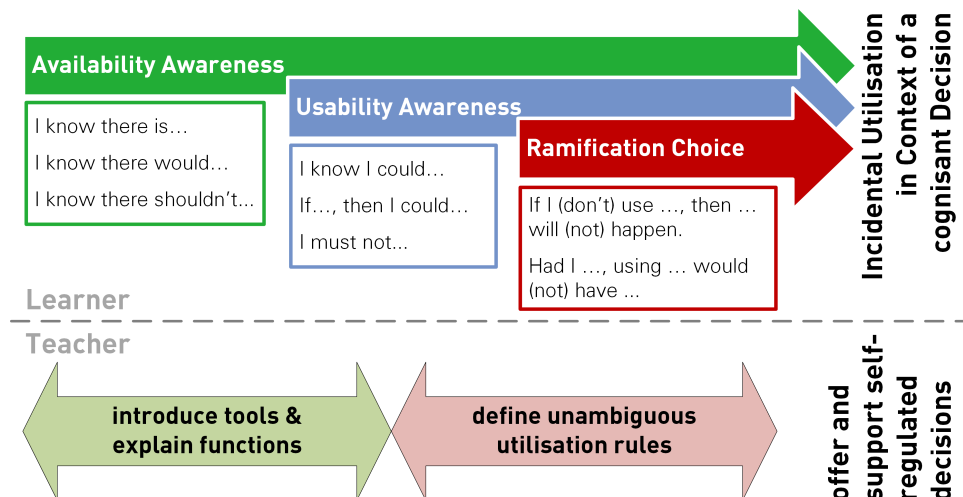 Availability Awareness
I know there is…
I know there would…
I know there shouldn't...
Usability Awareness
I know I could…
If…, then I could…
I must not...
Ramification Choice
If I (don't) use …, then …
will (not) happen.
Had I …, using … would
(not) have ...
Incidental Utilisation
in Context of a
cognisant Decision
Learner
Teacher
introduce tools &
explain functions
define unambiguous
utilisation rules
offer and
support self-
regulated
decisions